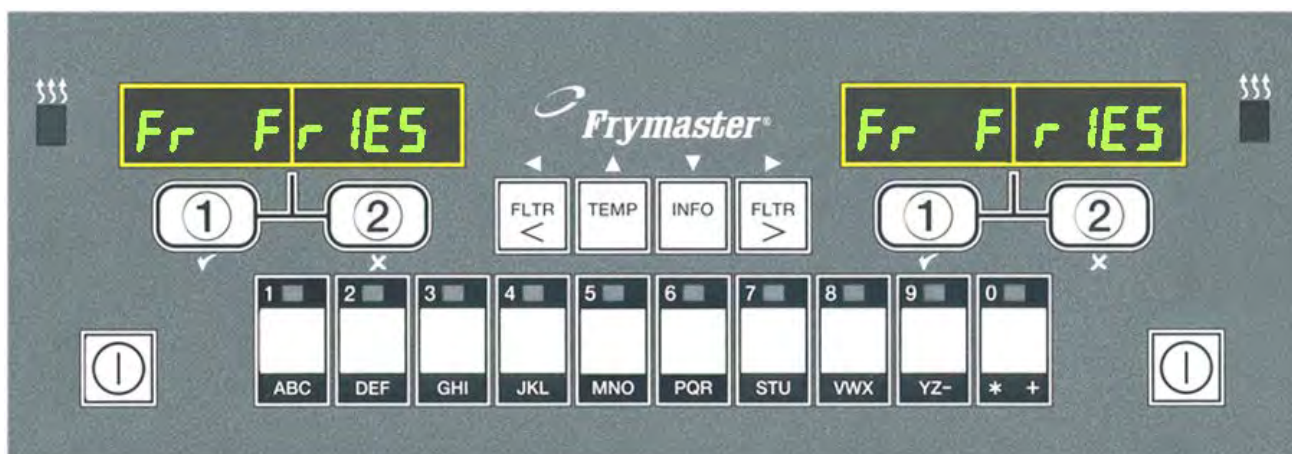 Fr FrIES
Fr FrIES
Frymaster®
1 2
FLTR <
TEMP
INFO
FLTR >
1 2
1 2 3 4 5 6 7 8 9 0
ABC DEF GHI JKL MNO PQR STU VWX YZ- * +